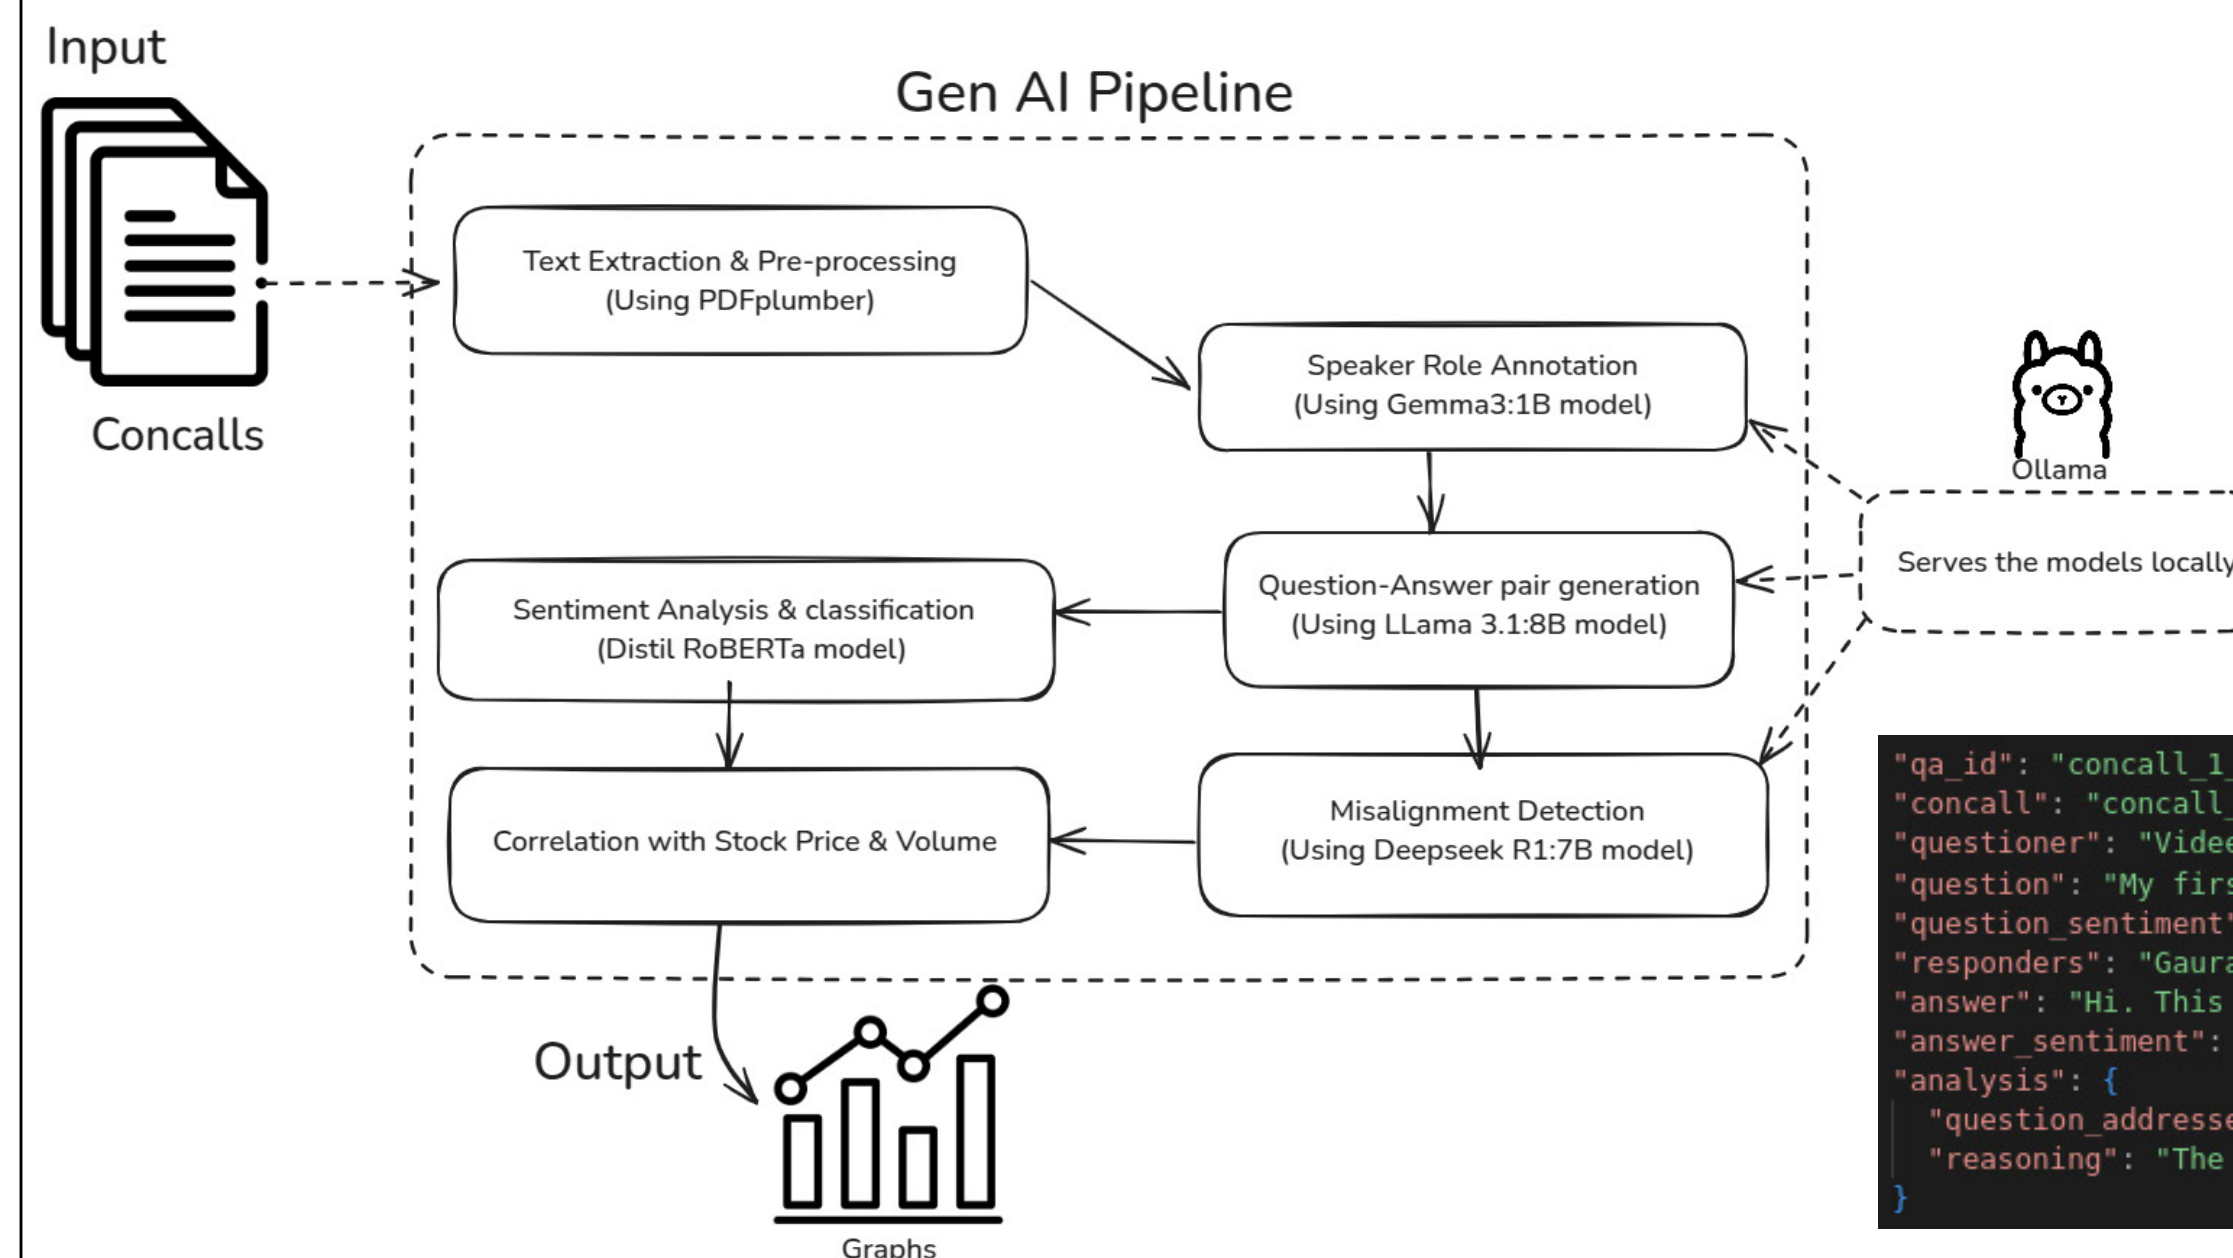 Input
Gen AI Pipeline
Concalls
Text Extraction & Pre-processing
(Using PDFplumber)
Speaker Role Annotation
(Using Gemma3:1B model)
Ollama
Serves the models locally
Question-Answer pair generation
(Using LLama 3.1:8B model)
Sentiment Analysis & classification
(Distil RoBERTa model)
Misalignment Detection
(Using Deepseek R1:7B model)
Correlation with Stock Price & Volume
Output
Graphs
"qa_id": "concall_1_
"concall": "concall_
"questioner": "Videe
"question": "My firs
"question_sentiment"
"responders": "Gaura
"answer": "Hi. This
"answer_sentiment":
"analysis": {
"question_addresse
"reasoning": "The
}